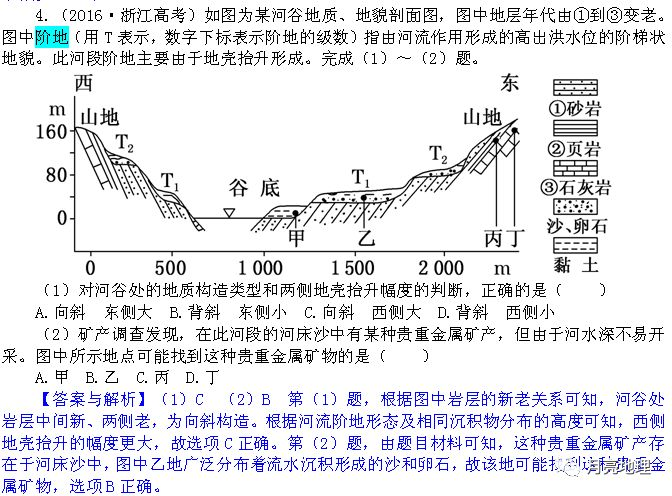 4.（2016·浙江高考）如图为某河谷地质、地貌剖面图，图中地层年代由①到③变老。
图中阶地（用T表示，数字下标表示阶地的级数）指由河流作用形成的高出洪水位的阶梯状
地貌。此河段阶地主要由于地壳抬升形成。完成（1）～（2）题。
西
东
m
160
80
0
山地
T2
T1
谷 底
T1
T2
山地
甲
乙
丙丁
0 500 1 000 1 500 2 000 m
①砂岩
②页岩
③石灰岩
沙、卵石
黏 土
（1）对河谷处的地质构造类型和两侧地壳抬升幅度的判断，正确的是（ ）
A.向斜 东侧大 B.背斜 东侧小 C.向斜 西侧大 D.背斜 西侧小
（2）矿产调查发现，在此河段的河床沙中有某种贵重金属矿产，但由于河水深不易开
采。图中所示地点可能找到这种贵重金属矿物的是（ ）
A.甲 B.乙 C.丙 D.丁
【答案与解析】（1）C （2）B 第（1）题，根据图中岩层的新老关系可知，河谷处
岩层中间新、两侧老，为向斜构造。根据河流阶地形态及相同沉积物分布的高度可知，西侧
地壳抬升的幅度更大，故选项C正确。第（2）题，由题目材料可知，这种贵重金属矿产存
在于河床沙中，图中乙地广泛分布着流水沉积形成的沙和卵石，故该地可能找到这种贵重金
属矿物，选项B正确。
月亮地理